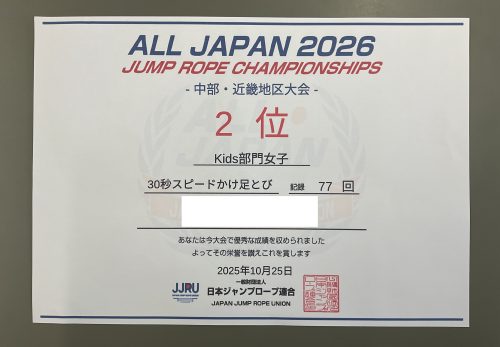 ALL JAPAN 2026
JUMP ROPE CHAMPIONSHIPS
- 中部・近畿地区大会 -
2 位
Kids部門女子
30秒スピードかけ足とび 記録 77 回
あなたは今大会で優秀な成績を収められました
よってその栄誉を讃えこれを賞します
2025年10月25日
JJRU
一般財団法人
日本ジャンプロープ連合
JAPAN JUMP ROPE UNION